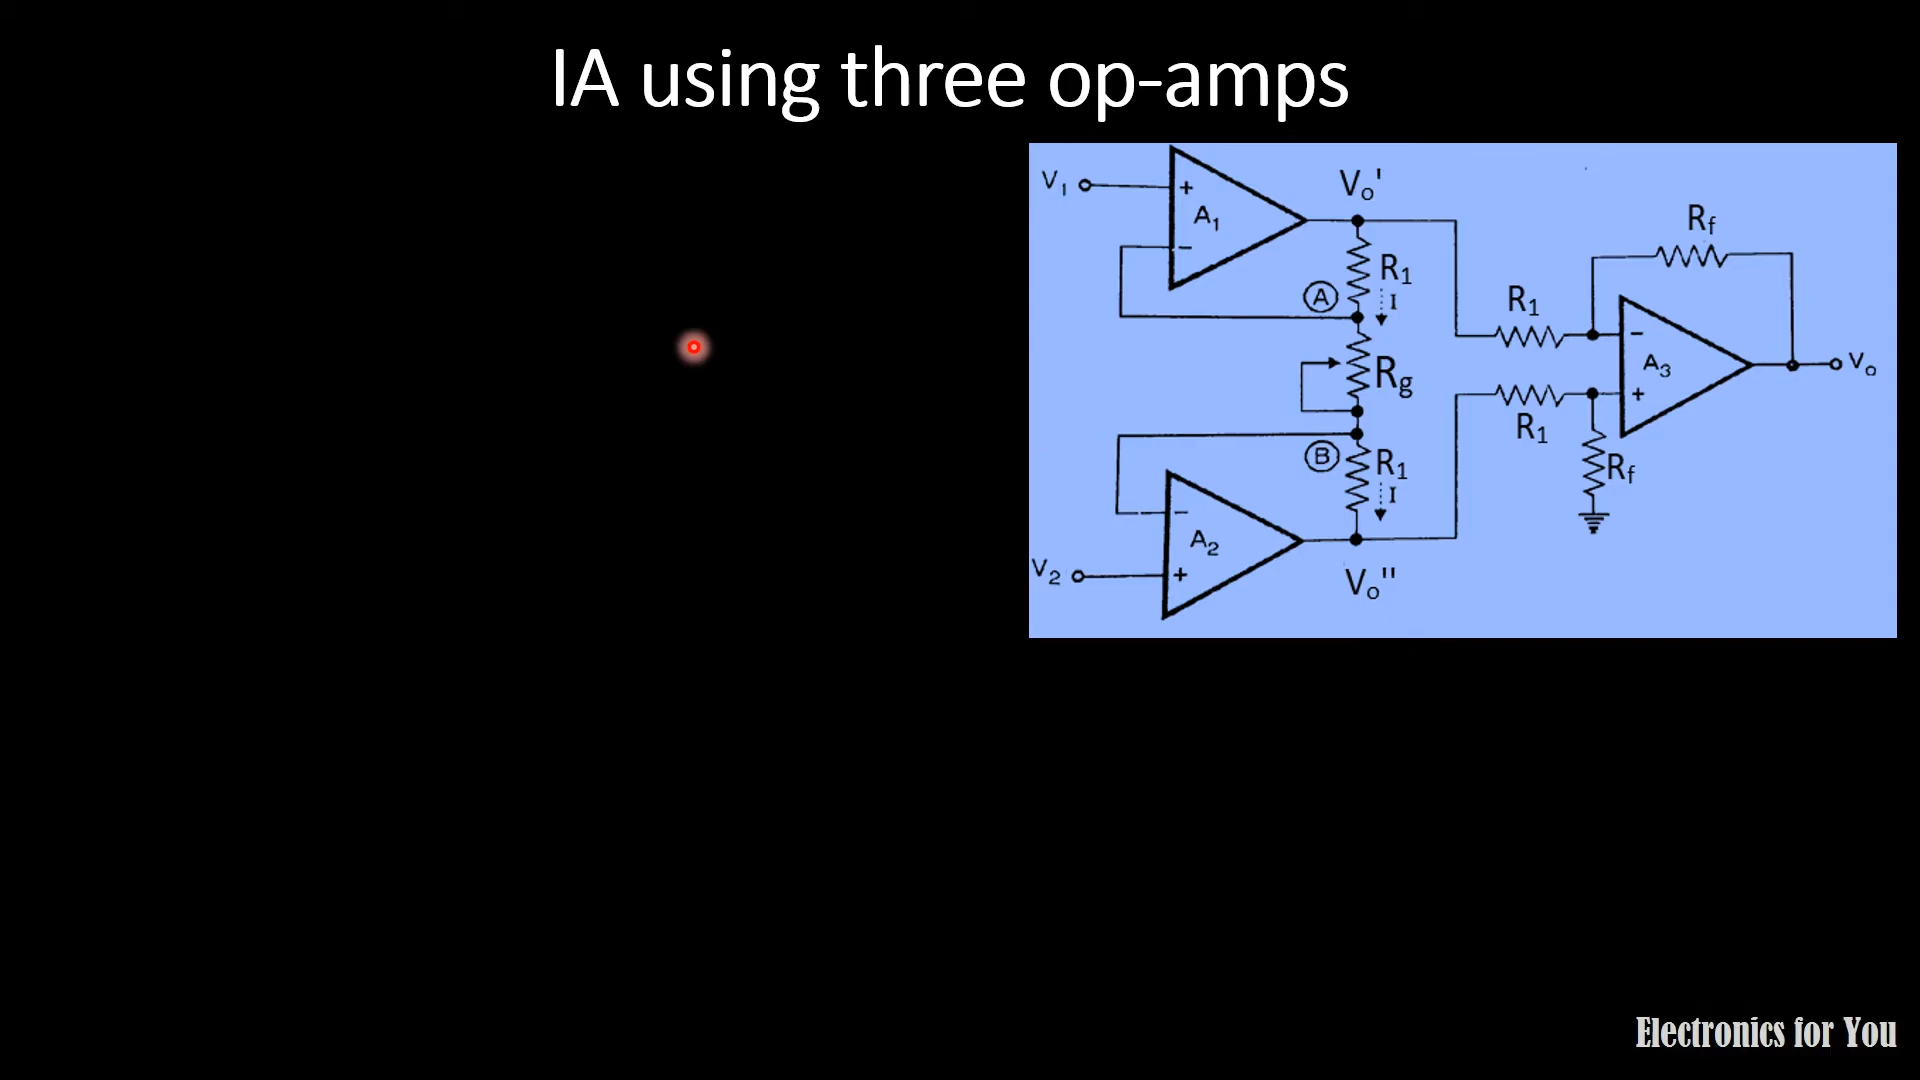 IA using three op-amps
V₁
+
A₁
−
Vₒ'
R₁
I
A
Rg
B
R₁
I
−
A₂
+
V₂
Vₒ''
R₁
R₁
Rf
−
A₃
+
Rf
Vₒ
Electronics for You